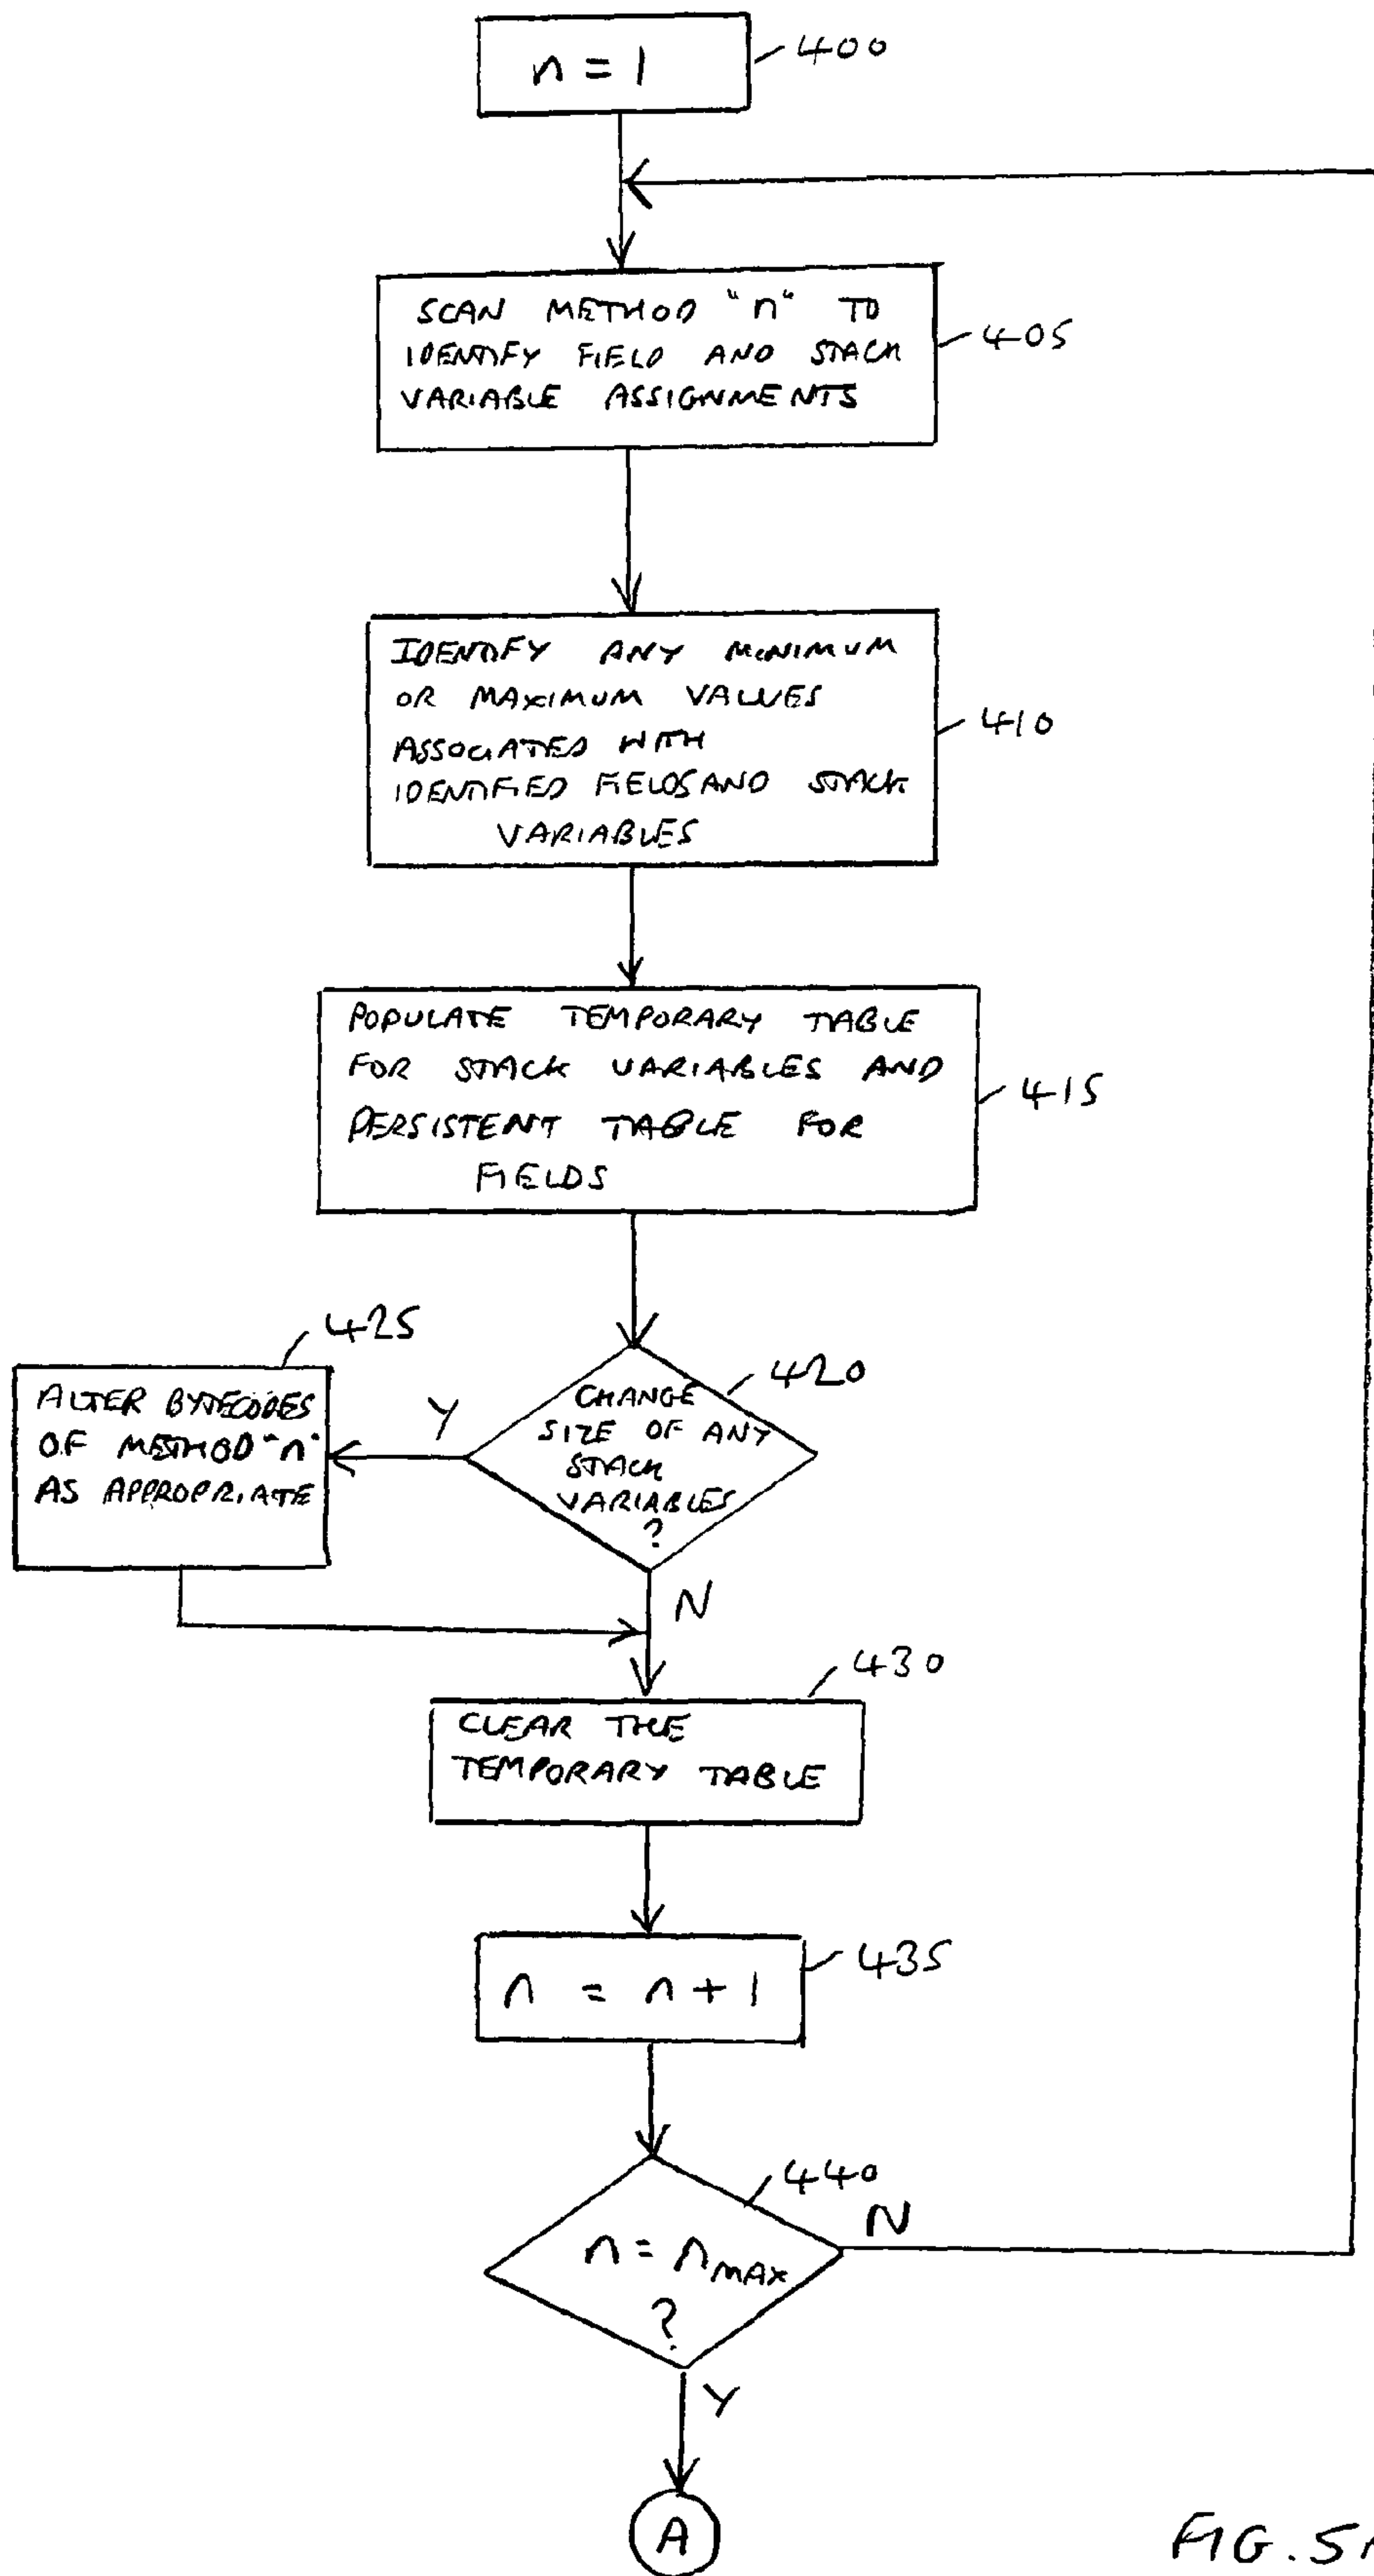 n = 1
400
SCAN METHOD "n" TO
IDENTIFY FIELD AND STACK
VARIABLE ASSIGNMENTS
405
IDENTIFY ANY MINIMUM
OR MAXIMUM VALUES
ASSOCIATED WITH
IDENTIFIED FIELDS AND STACK
VARIABLES
410
POPULATE TEMPORARY TABLE
FOR STACK VARIABLES AND
PERSISTENT TABLE FOR
FIELDS
415
425
ALTER BYTECODES
OF METHOD "n"
AS APPROPRIATE
Y
420
CHANGE
SIZE OF ANY
STACK
VARIABLES
?
N
430
CLEAR THE
TEMPORARY TABLE
435
n = n + 1
440
n = nMAX
?
N
Y
A
FIG. 5A